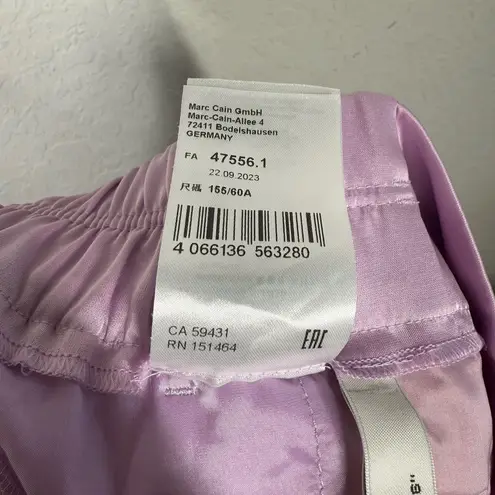 Marc Cain GmbH
Marc-Cain-Allee 4
72411 Bodelshausen
GERMANY
FA 47556.1
22.09.2023
尺碼 155/60A
4 066136 563280
CA 59431
RN 151464
EAC
6"